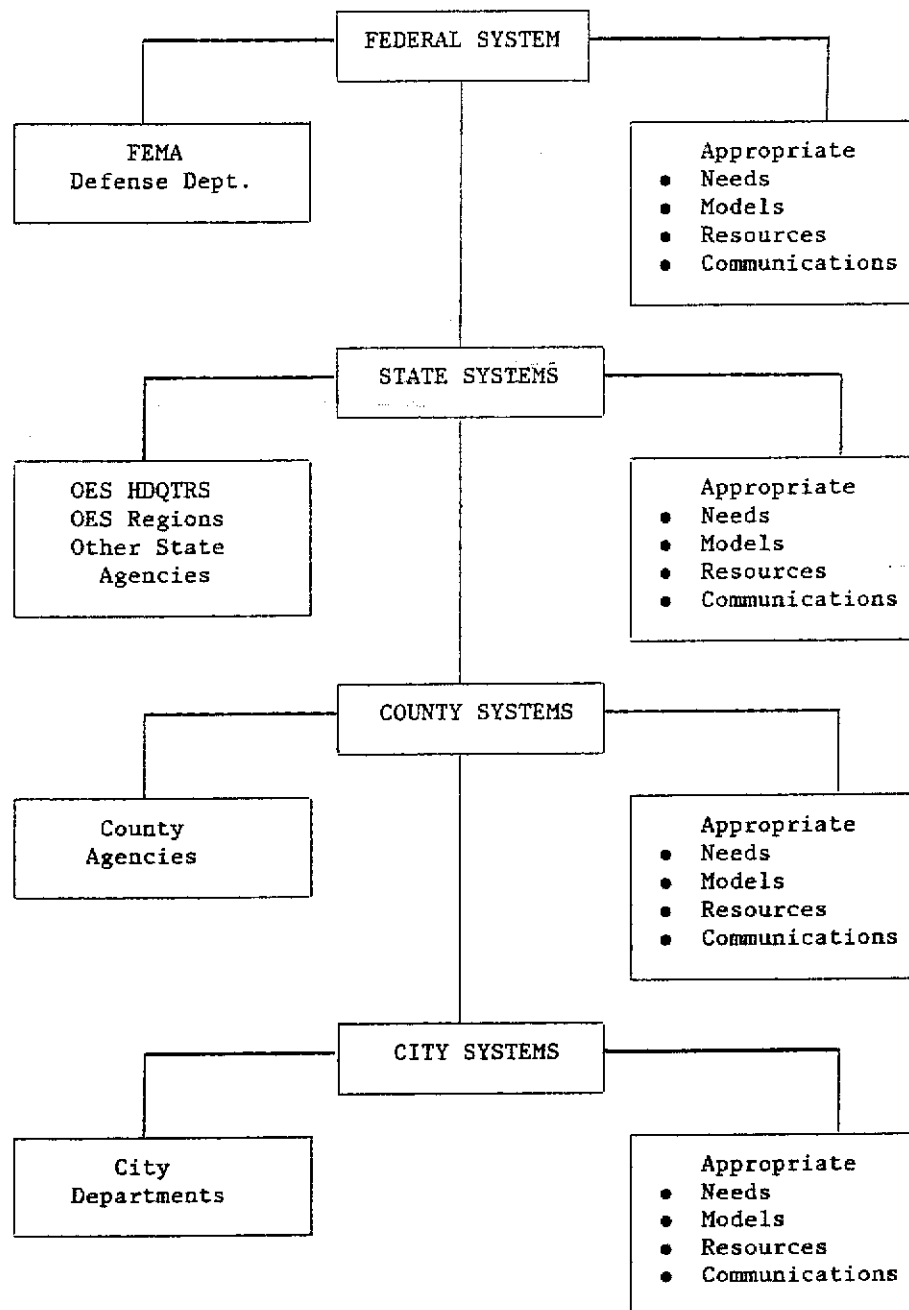 FEDERAL SYSTEM
FEMA
Defense Dept.
Appropriate
● Needs
● Models
● Resources
● Communications
STATE SYSTEMS
OES HDQTRS
OES Regions
Other State
Agencies
Appropriate
● Needs
● Models
● Resources
● Communications
COUNTY SYSTEMS
County
Agencies
Appropriate
● Needs
● Models
● Resources
● Communications
CITY SYSTEMS
City
Departments
Appropriate
● Needs
● Models
● Resources
● Communications